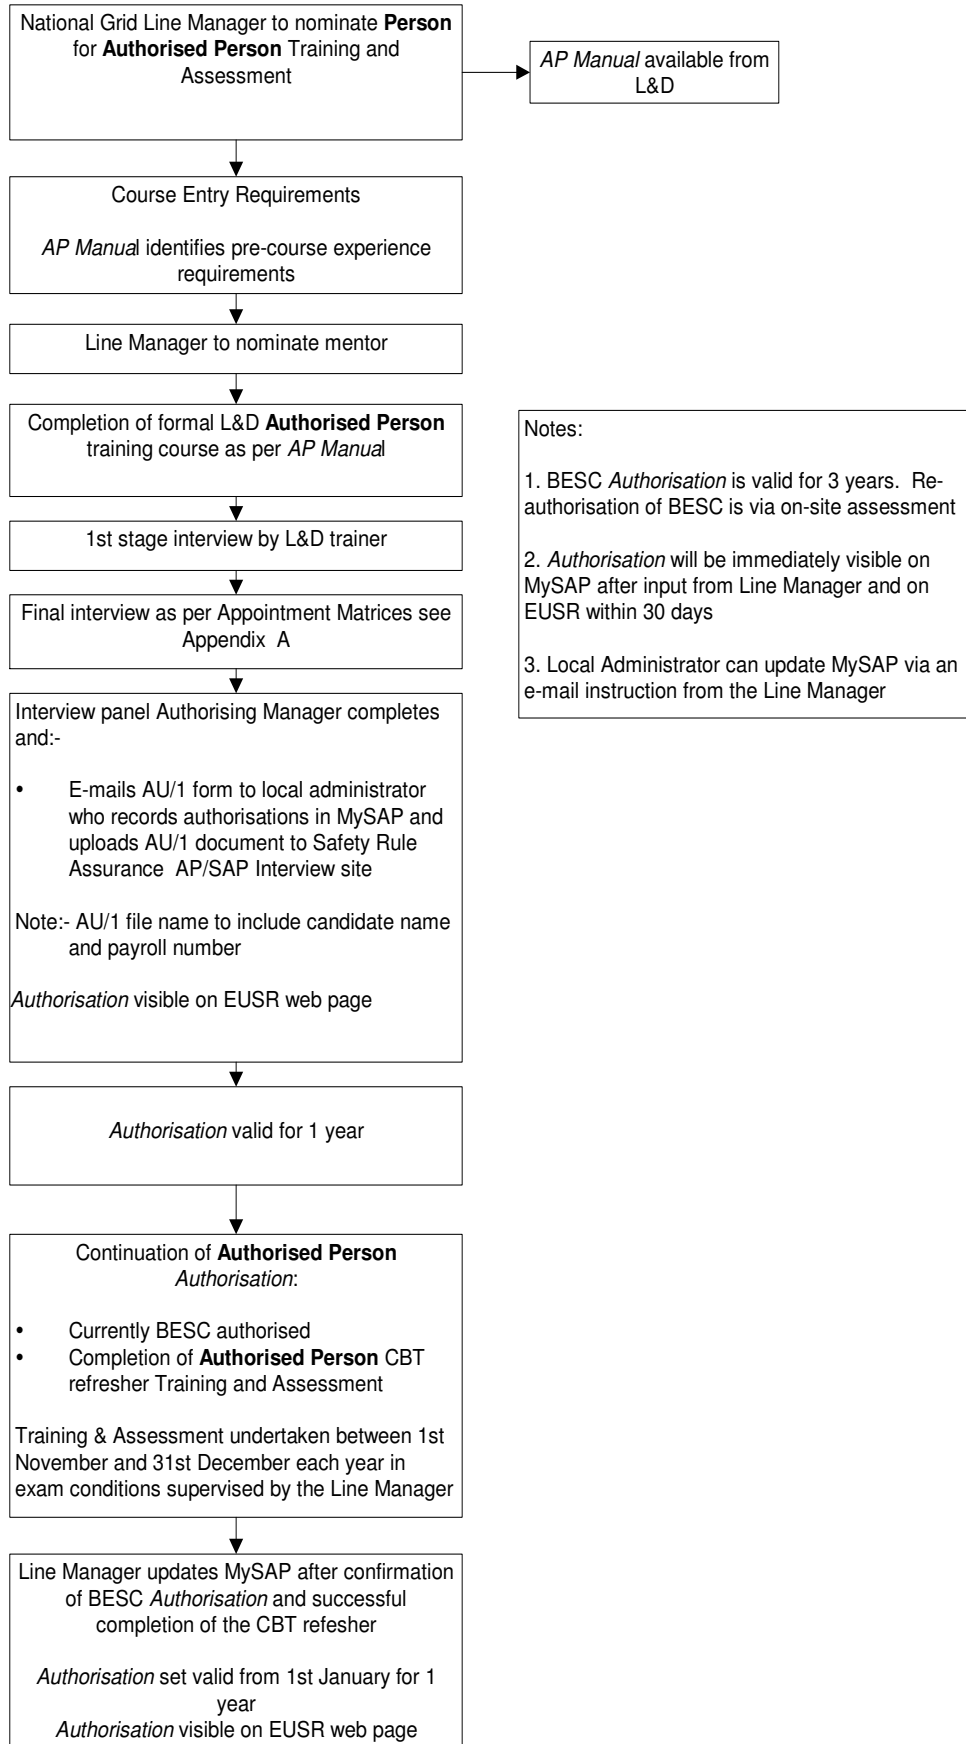 National Grid Line Manager to nominate Person
for Authorised Person Training and
Assessment
AP Manual available from
L&D
Course Entry Requirements
AP Manual identifies pre-course experience
requirements
Line Manager to nominate mentor
Completion of formal L&D Authorised Person
training course as per AP Manual
1st stage interview by L&D trainer
Final interview as per Appointment Matrices see
Appendix A
Interview panel Authorising Manager completes
and:-
• E-mails AU/1 form to local administrator
who records authorisations in MySAP and
uploads AU/1 document to Safety Rule
Assurance AP/SAP Interview site
Note:- AU/1 file name to include candidate name
and payroll number
Authorisation visible on EUSR web page
Authorisation valid for 1 year
Continuation of Authorised Person
Authorisation:
• Currently BESC authorised
• Completion of Authorised Person CBT
refresher Training and Assessment
Training & Assessment undertaken between 1st
November and 31st December each year in
exam conditions supervised by the Line Manager
Line Manager updates MySAP after confirmation
of BESC Authorisation and successful
completion of the CBT refesher
Authorisation set valid from 1st January for 1
year
Authorisation visible on EUSR web page
Notes:
1. BESC Authorisation is valid for 3 years. Re-
authorisation of BESC is via on-site assessment
2. Authorisation will be immediately visible on
MySAP after input from Line Manager and on
EUSR within 30 days
3. Local Administrator can update MySAP via an
e-mail instruction from the Line Manager